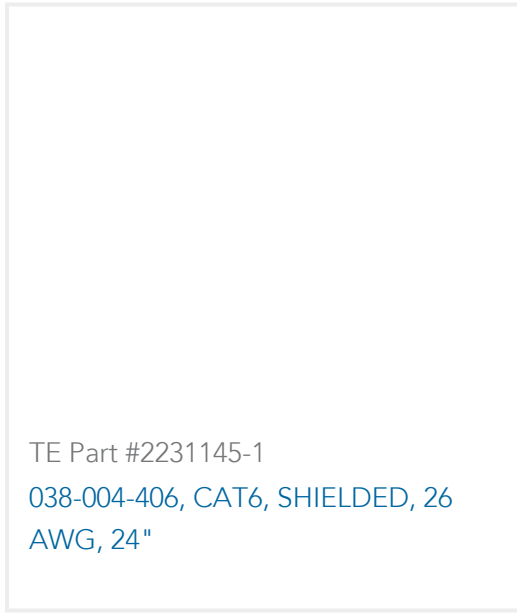 TE Part #2231145-1
038-004-406, CAT6, SHIELDED, 26
AWG, 24"